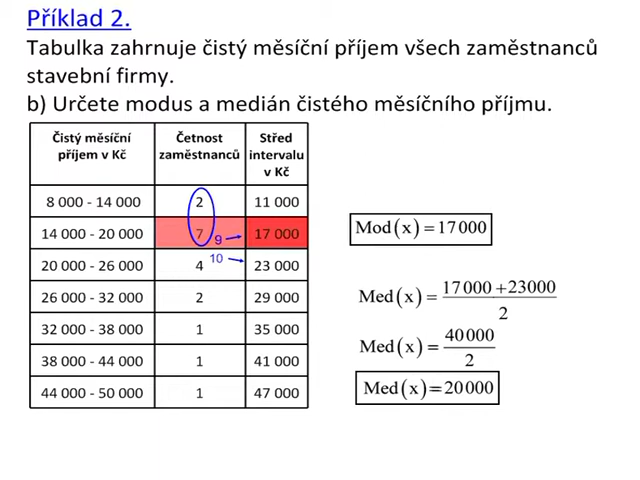 Příklad 2.
Tabulka zahrnuje čistý měsíční příjem všech zaměstnanců
stavební firmy.
b) Určete modus a medián čistého měsíčního příjmu.
Čistý měsíční příjem v Kč Četnost zaměstnanců Střed intervalu v Kč
8 000 - 14 000 2 11 000
14 000 - 20 000 7 9 17 000
20 000 - 26 000 4 10 23 000
26 000 - 32 000 2 29 000
32 000 - 38 000 1 35 000
38 000 - 44 000 1 41 000
44 000 - 50 000 1 47 000
Mod(x) = 17 000
Med(x) = 17 000 + 23000 / 2
Med(x) = 40 000 / 2
Med(x) = 20 000